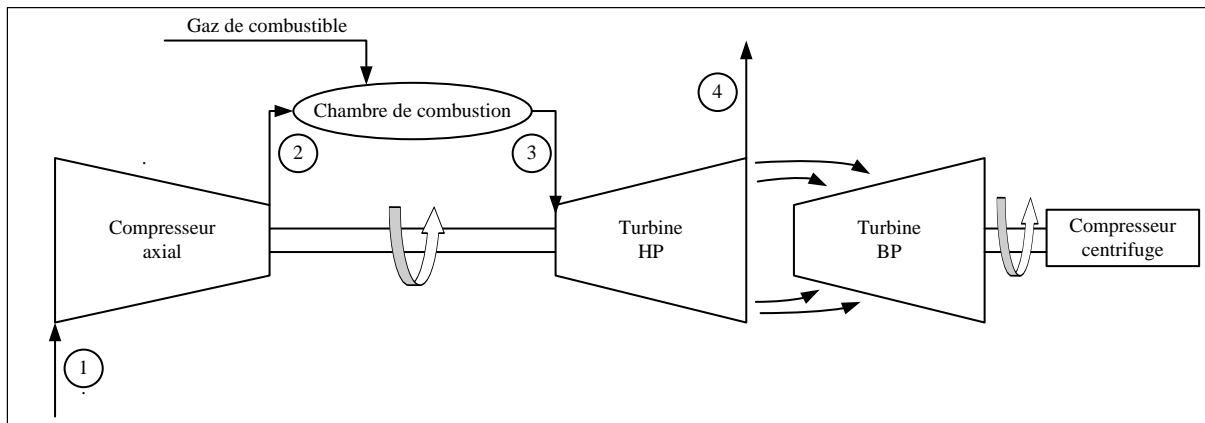 Gaz de combustible
Chambre de combustion
4
2
3
Compresseur
axial
Turbine
HP
Turbine
BP
Compresseur
centrifuge
1